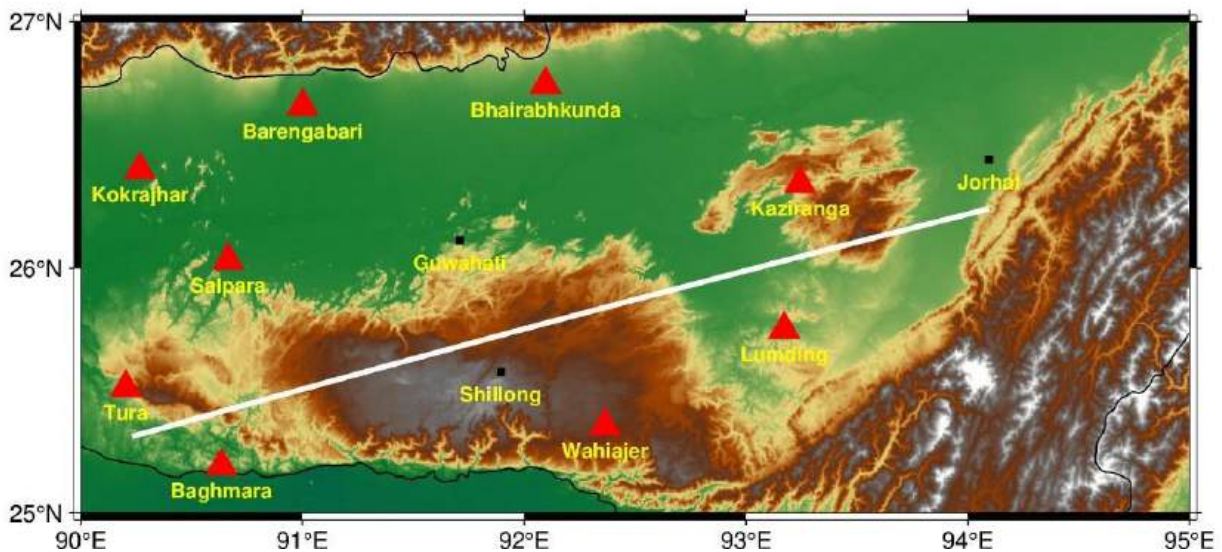 27°N
Bhairabhkunda
Barengabari
Kokrajhar
Jorhat
Kaziranga
26°N
Guwahati
Salpara
Lumding
Shillong
Tura
Wahiajer
Baghmara
25°N
90°E
91°E
92°E
93°E
94°E
95°E